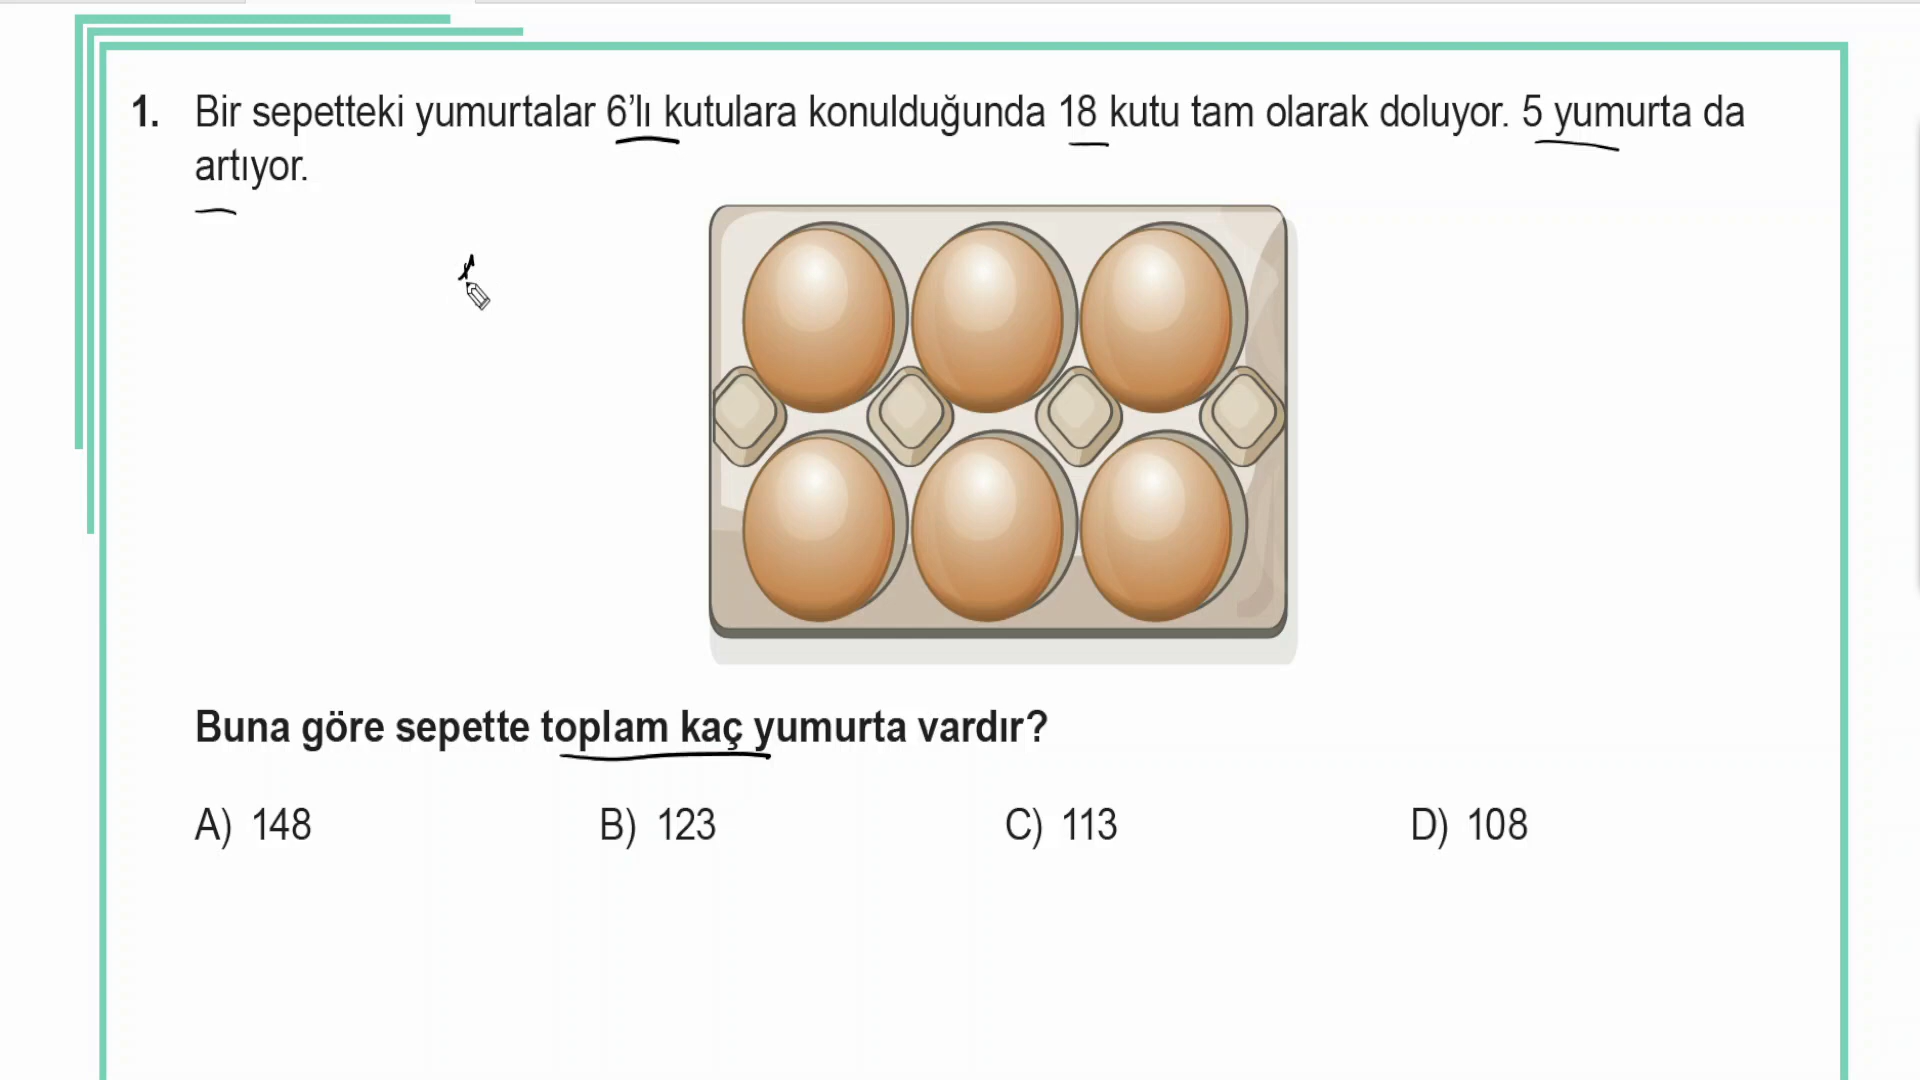 1. Bir sepetteki yumurtalar 6’lı kutulara konulduğunda 18 kutu tam olarak doluyor. 5 yumurta da
artıyor.
Buna göre sepette toplam kaç yumurta vardır?
A) 148 B) 123 C) 113 D) 108